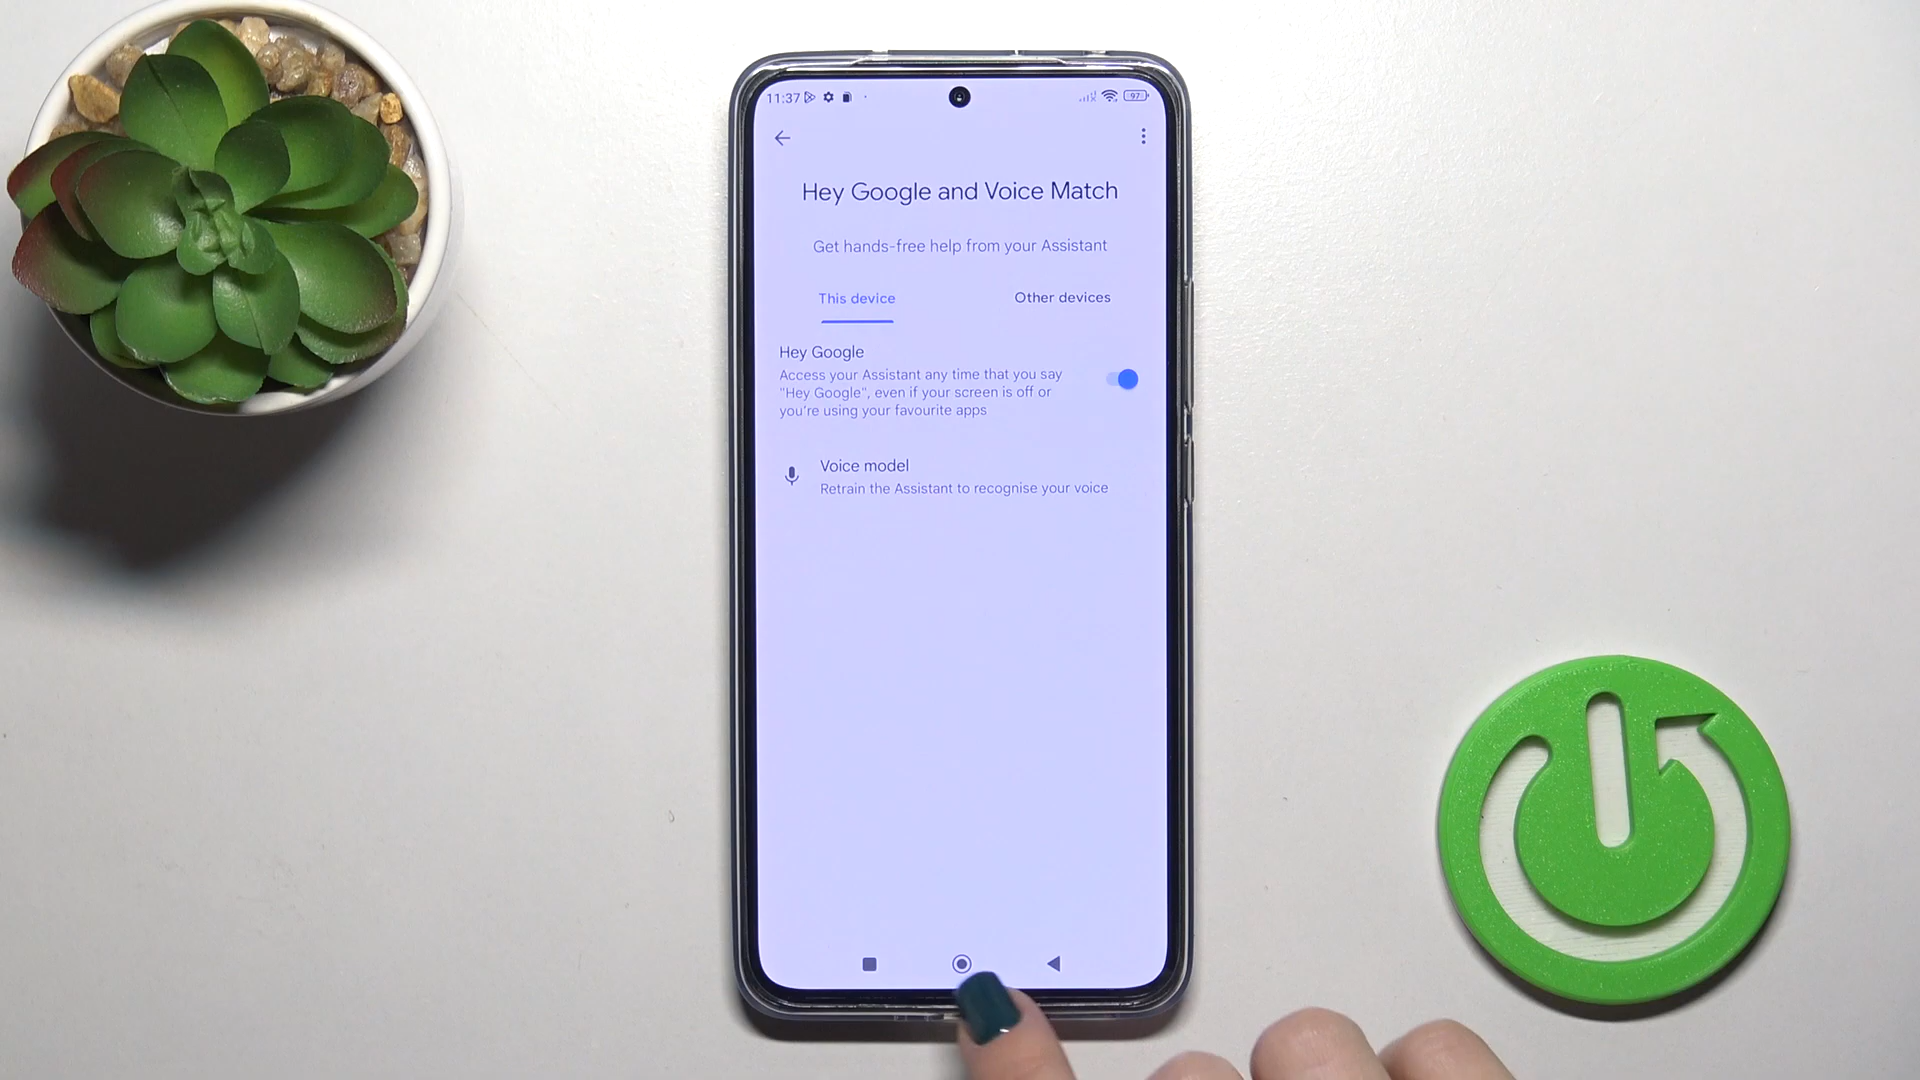 11:37
97
Hey Google and Voice Match
Get hands-free help from your Assistant
This device
Other devices
Hey Google
Access your Assistant any time that you say
"Hey Google", even if your screen is off or
you're using your favourite apps
Voice model
Retrain the Assistant to recognise your voice